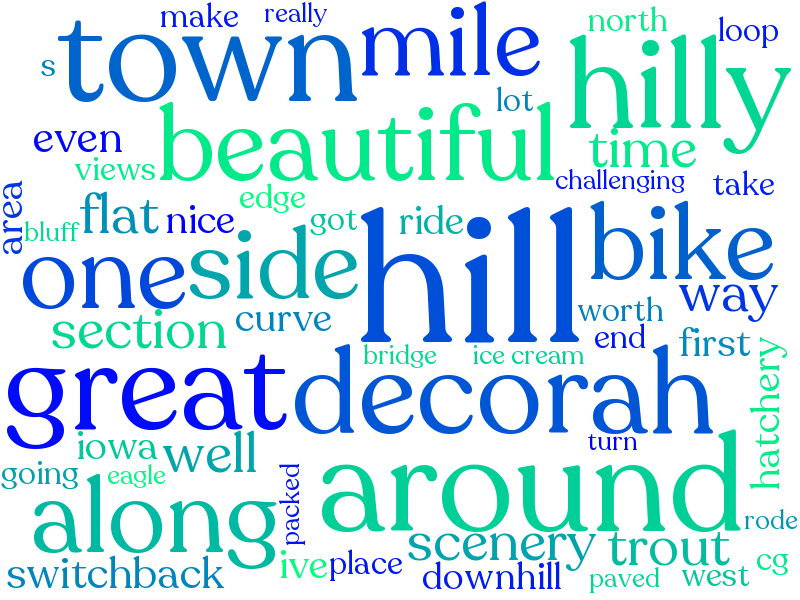 make really
town mile north loop
s hilly
lot
even beautiful time
views challenging take
area edge
flat nice got ride
bluff hill bike
one side way
section curve worth
end first
bridge ice cream
great decorah hatchery
turn
iowa well around
going eagle packed
along rode
scenery trout
switchback ive place downhill paved west cg